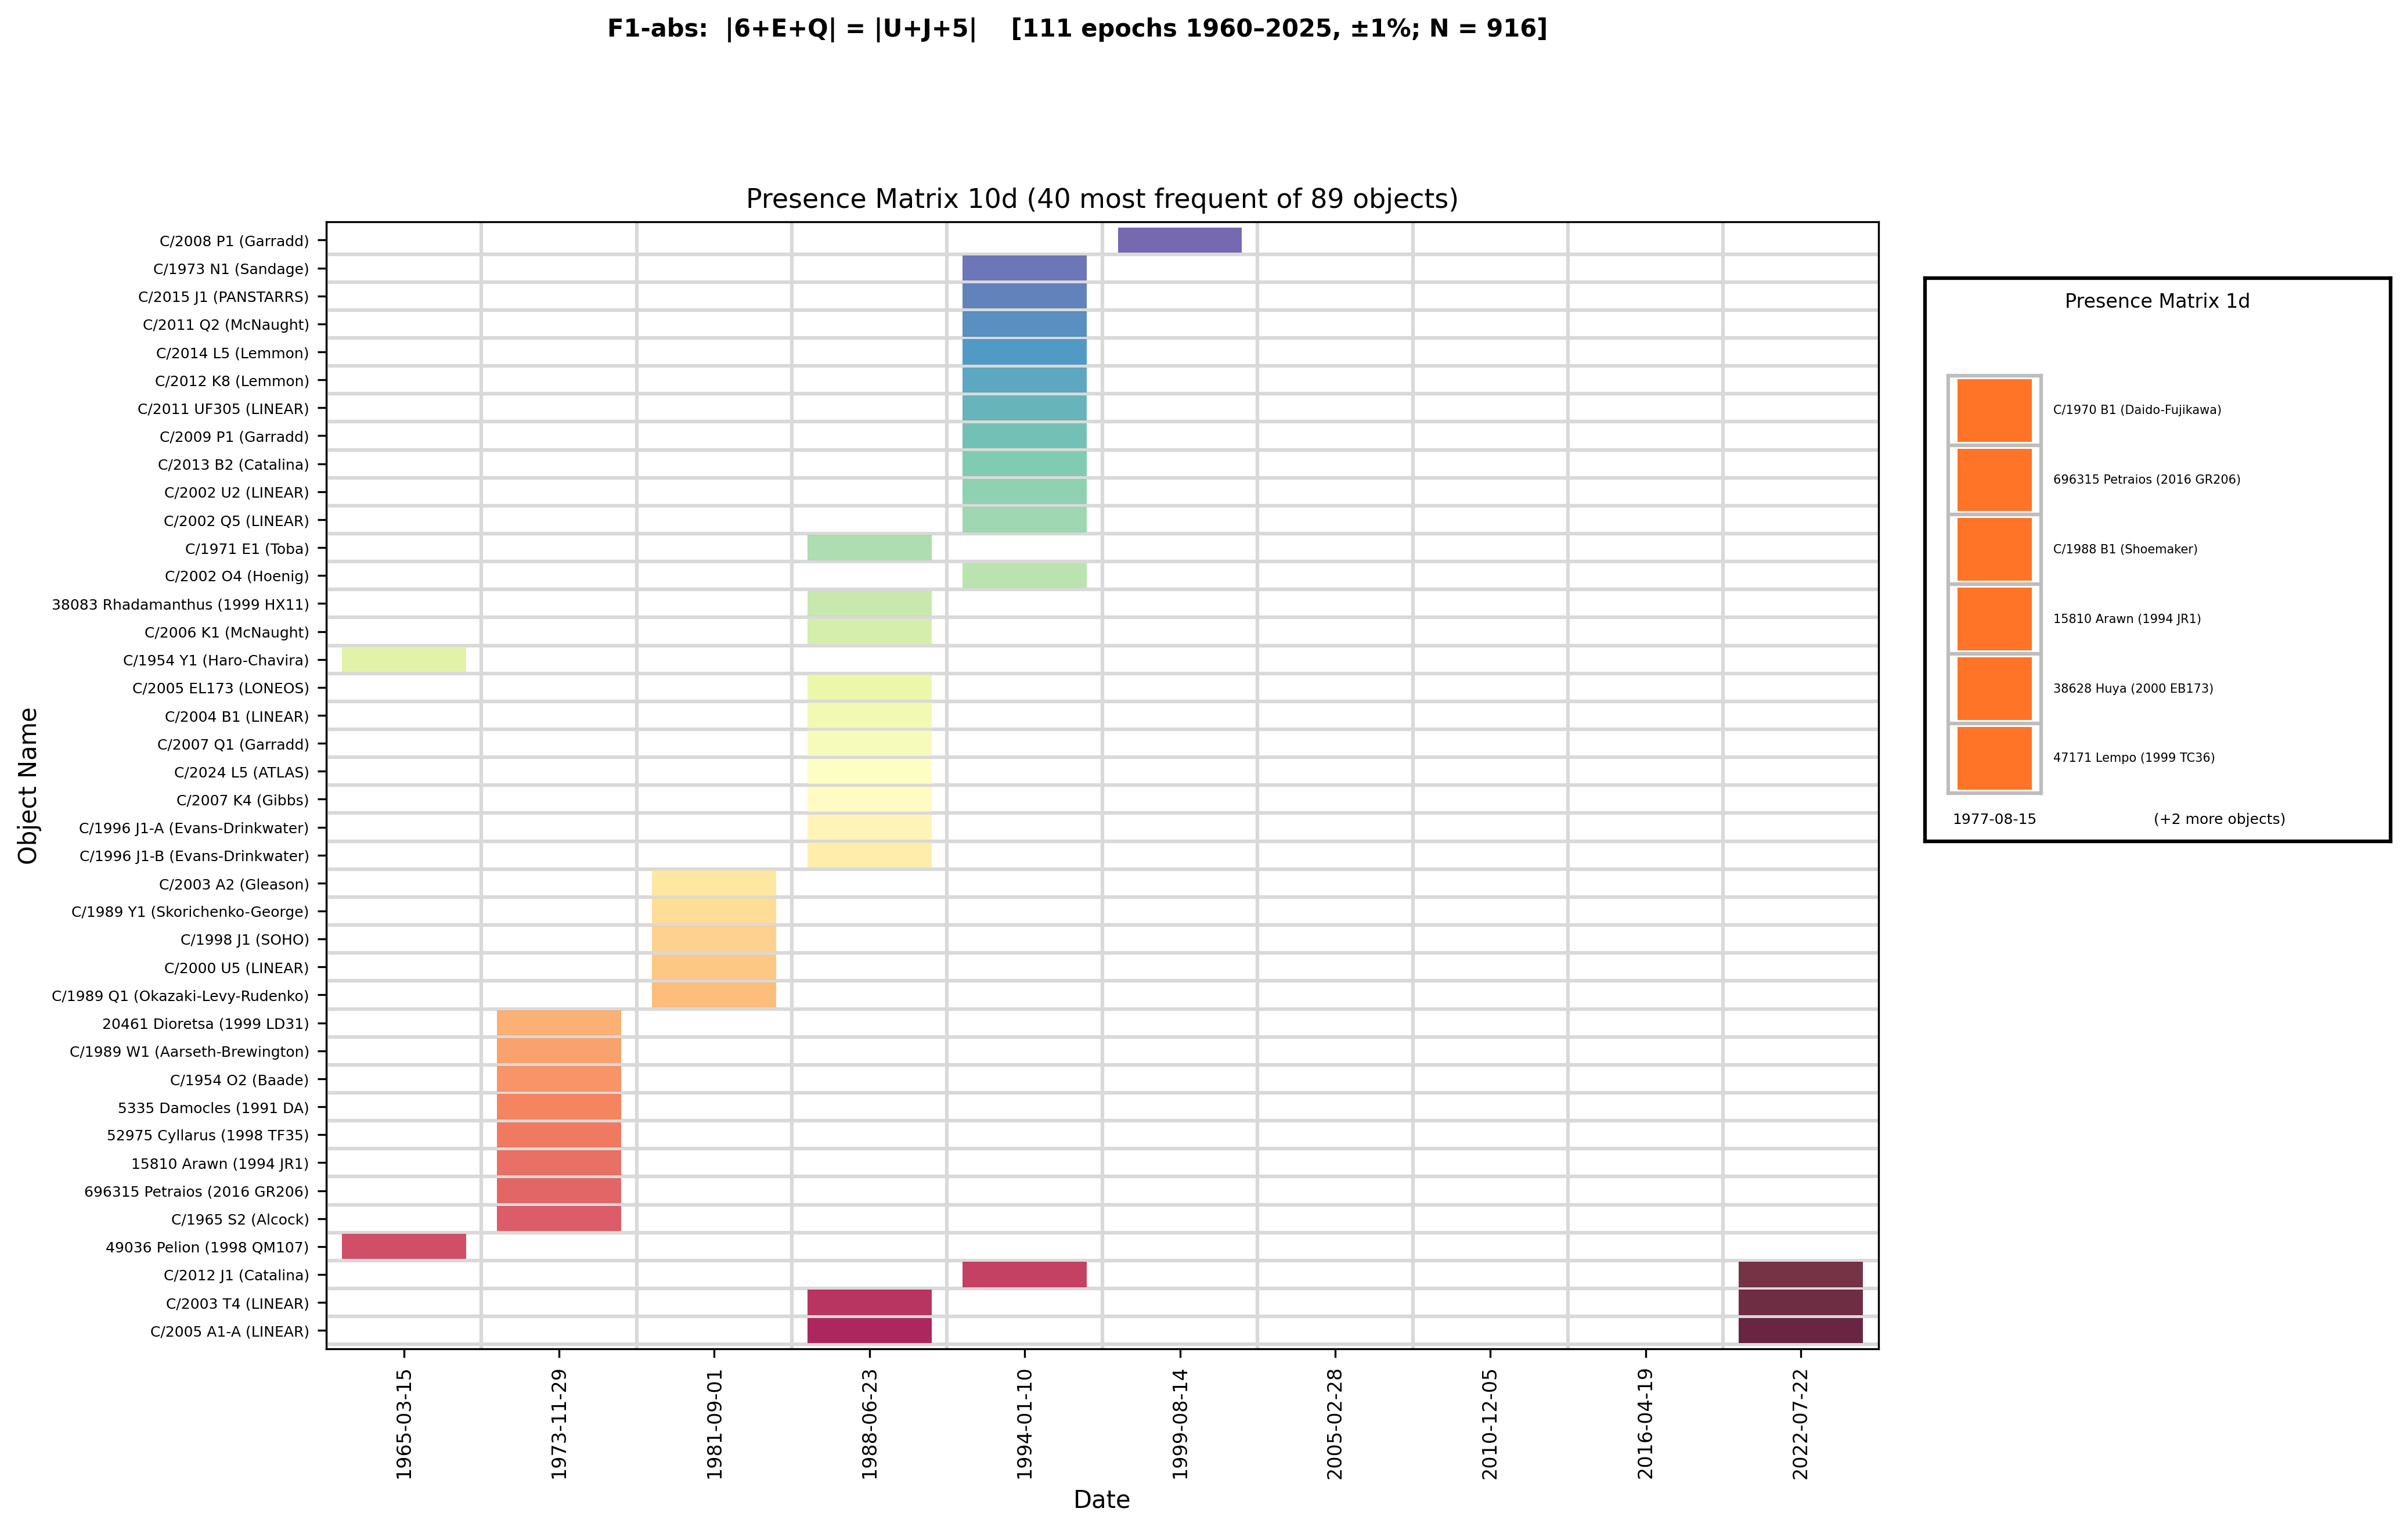 F1-abs:  |6+E+Q| = |U+J+5|    [111 epochs 1960–2025, ±1%; N = 916]
Presence Matrix 10d (40 most frequent of 89 objects)
Object Name
C/2008 P1 (Garradd)
C/1973 N1 (Sandage)
C/2015 J1 (PANSTARRS)
C/2011 Q2 (McNaught)
C/2014 L5 (Lemmon)
C/2012 K8 (Lemmon)
C/2011 UF305 (LINEAR)
C/2009 P1 (Garradd)
C/2013 B2 (Catalina)
C/2002 U2 (LINEAR)
C/2002 Q5 (LINEAR)
C/1971 E1 (Toba)
C/2002 O4 (Hoenig)
38083 Rhadamanthus (1999 HX11)
C/2006 K1 (McNaught)
C/1954 Y1 (Haro-Chavira)
C/2005 EL173 (LONEOS)
C/2004 B1 (LINEAR)
C/2007 Q1 (Garradd)
C/2024 L5 (ATLAS)
C/2007 K4 (Gibbs)
C/1996 J1-A (Evans-Drinkwater)
C/1996 J1-B (Evans-Drinkwater)
C/2003 A2 (Gleason)
C/1989 Y1 (Skorichenko-George)
C/1998 J1 (SOHO)
C/2000 U5 (LINEAR)
C/1989 Q1 (Okazaki-Levy-Rudenko)
20461 Dioretsa (1999 LD31)
C/1989 W1 (Aarseth-Brewington)
C/1954 O2 (Baade)
5335 Damocles (1991 DA)
52975 Cyllarus (1998 TF35)
15810 Arawn (1994 JR1)
696315 Petraios (2016 GR206)
C/1965 S2 (Alcock)
49036 Pelion (1998 QM107)
C/2012 J1 (Catalina)
C/2003 T4 (LINEAR)
C/2005 A1-A (LINEAR)
1965-03-15
1973-11-29
1981-09-01
1988-06-23
1994-01-10
1999-08-14
2005-02-28
2010-12-05
2016-04-19
2022-07-22
Date
Presence Matrix 1d
C/1970 B1 (Daido-Fujikawa)
696315 Petraios (2016 GR206)
C/1988 B1 (Shoemaker)
15810 Arawn (1994 JR1)
38628 Huya (2000 EB173)
47171 Lempo (1999 TC36)
1977-08-15
(+2 more objects)